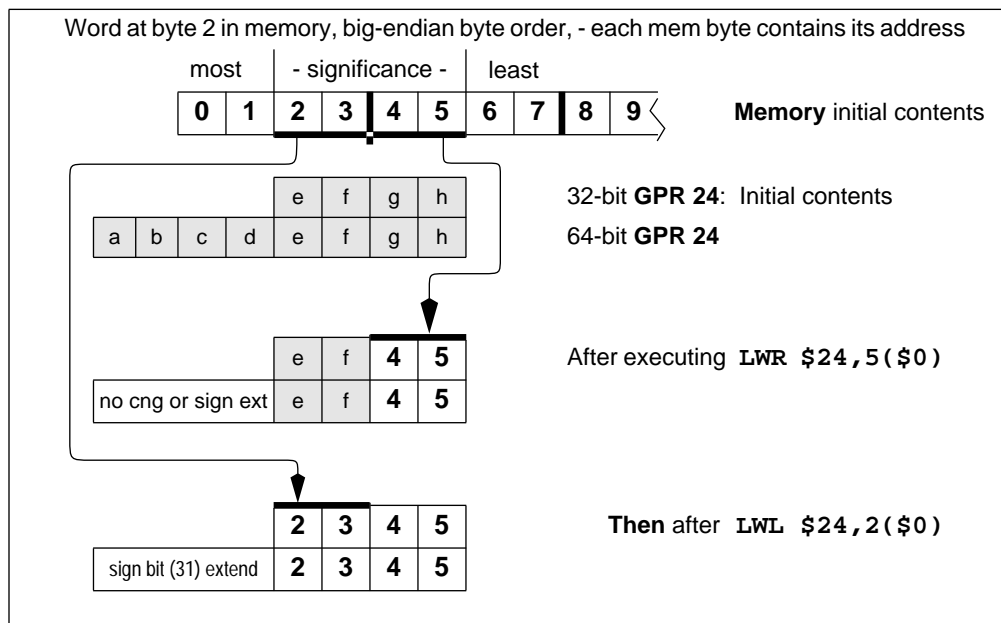 Word at byte 2 in memory, big-endian byte order, - each mem byte contains its address
most - significance - least
0 1 2 3 4 5 6 7 8 9 Memory initial contents
e f g h 32-bit GPR 24: Initial contents
a b c d e f g h 64-bit GPR 24
e f 4 5 After executing LWR $24,5($0)
no cng or sign ext e f 4 5
2 3 4 5 Then after LWL $24,2($0)
sign bit (31) extend 2 3 4 5